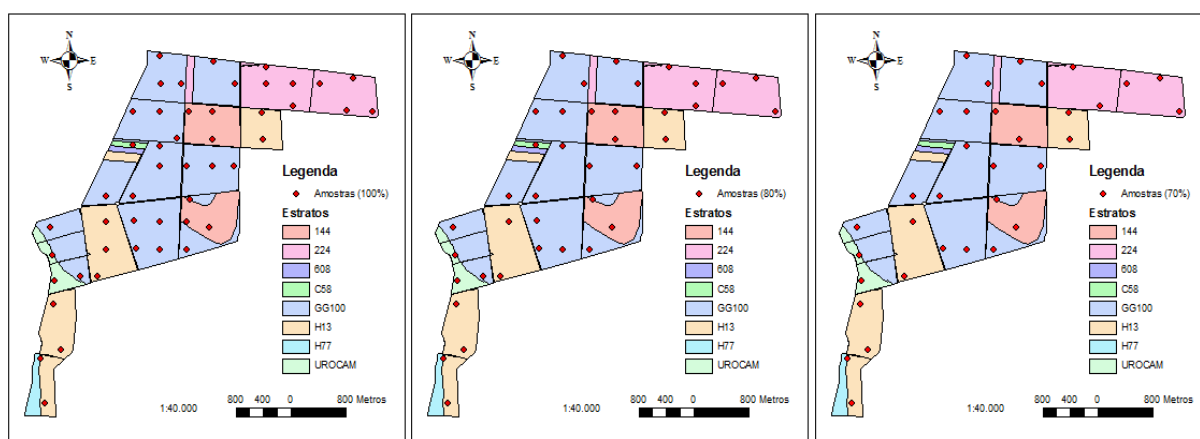 N
W E
S
Legenda
Amostras (100%)
Estratos
144
224
608
C58
GG100
H13
H77
UROCAM
1:40.000
800 400 0 800 Metros
N
W E
S
Legenda
Amostras (80%)
Estratos
144
224
608
C58
GG100
H13
H77
UROCAM
1:40.000
800 400 0 800 Metros
N
W E
S
Legenda
Amostras (70%)
Estratos
144
224
608
C58
GG100
H13
H77
UROCAM
1:40.000
800 400 0 800 Metros